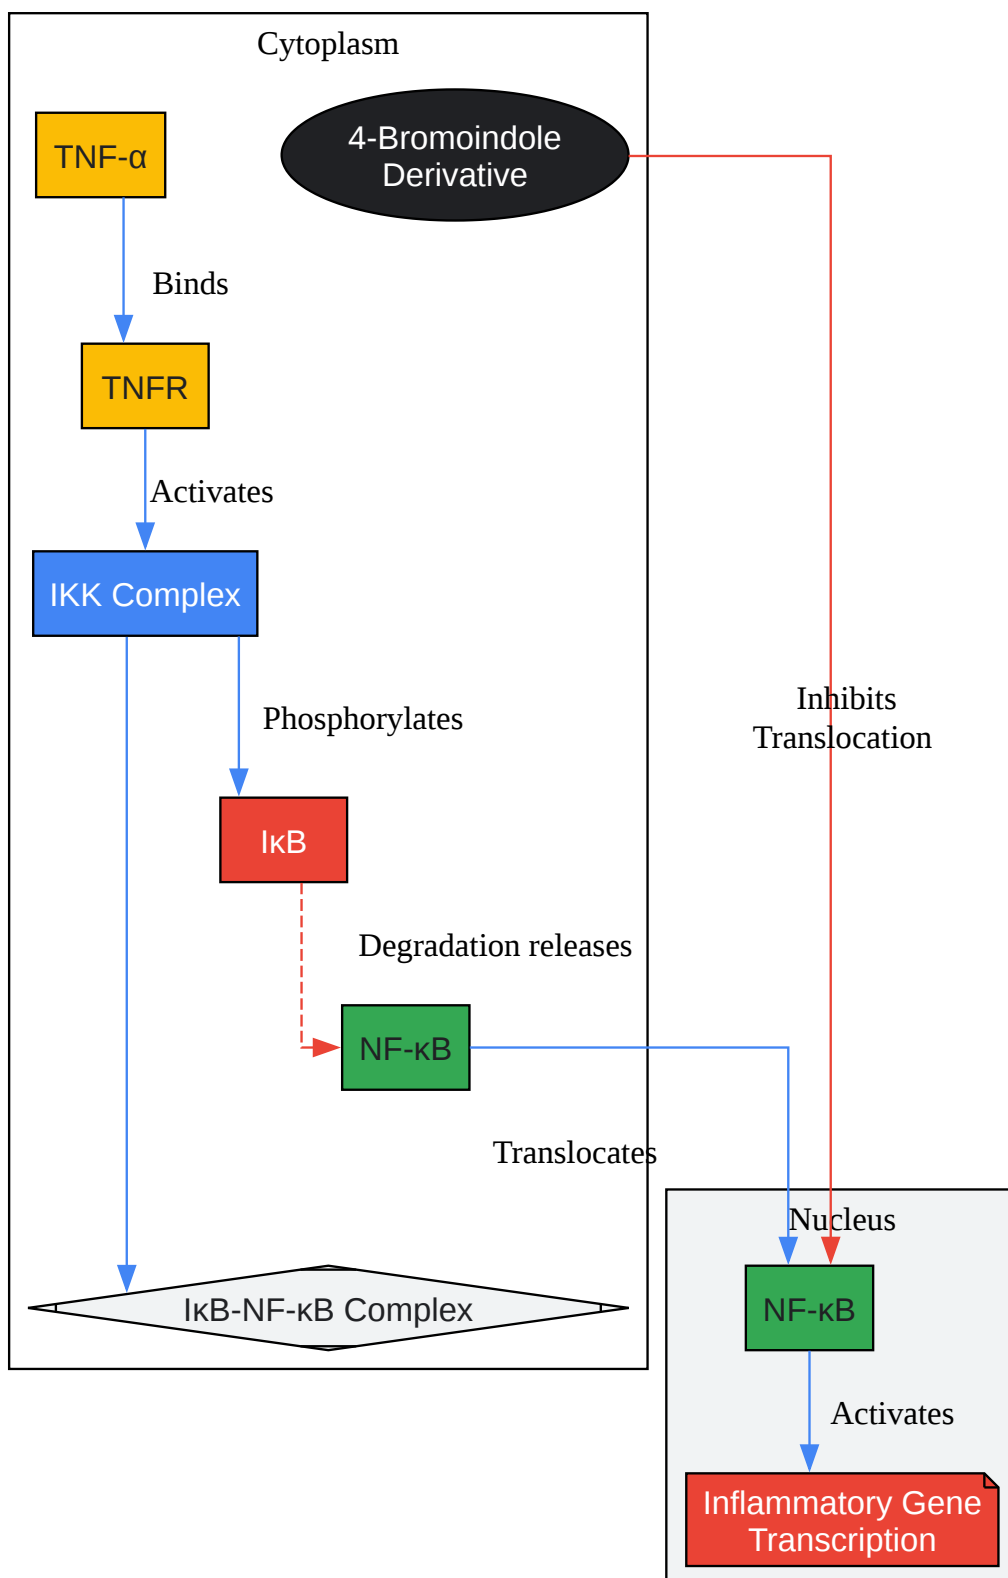 Cytoplasm
TNF-α
4-Bromoindole
Derivative
Binds
TNFR
Activates
IKK Complex
Phosphorylates
Inhibits
Translocation
IκB
Degradation releases
NF-κB
Translocates
Nucleus
IκB-NF-κB Complex
NF-κB
Activates
Inflammatory Gene
Transcription